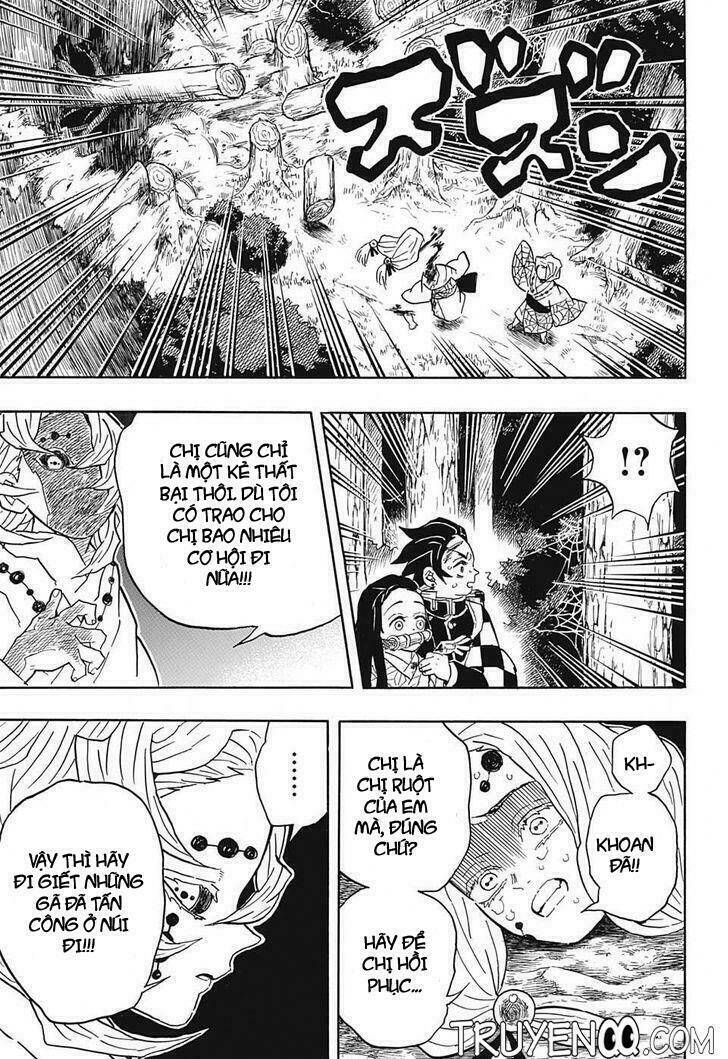 ズズン
!?
CHỊ CŨNG CHỈ
LÀ MỘT KẺ THẤT
BẠI THÔI. DÙ TÔI
CÓ TRAO CHO
CHỊ BAO NHIÊU
CƠ HỘI ĐI
NỮA!!!
KH-
KHOAN
ĐÃ!!
CHỊ LÀ
CHỊ RUỘT
CỦA EM
MÀ, ĐÚNG
CHỨ?
HÃY ĐỂ
CHỊ HỒI
PHỤC...
......
VẬY THÌ HÃY
ĐI GIẾT NHỮNG
GÃ ĐÃ TẤN
CÔNG Ở NÚI
ĐI!!!
TRUYENQQ.COM